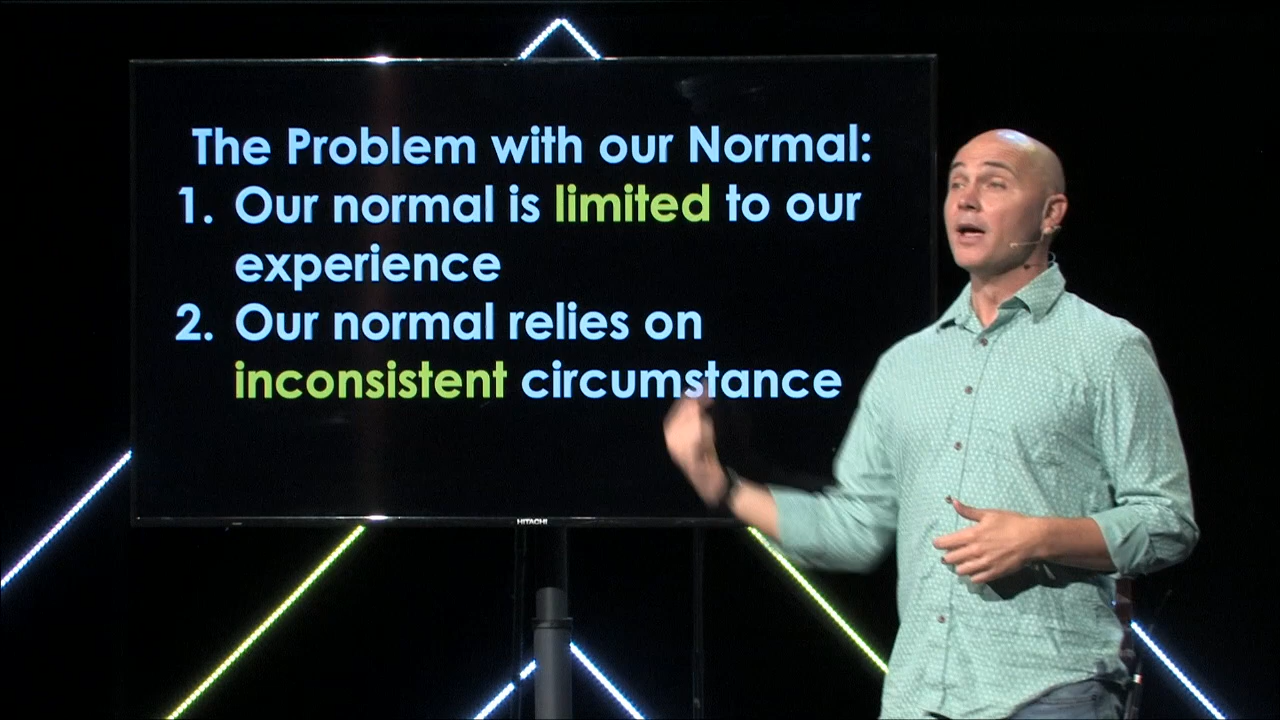 The Problem with our Normal:
1. Our normal is limited to our
experience
2. Our normal relies on
inconsistent circumstance
HITACHI